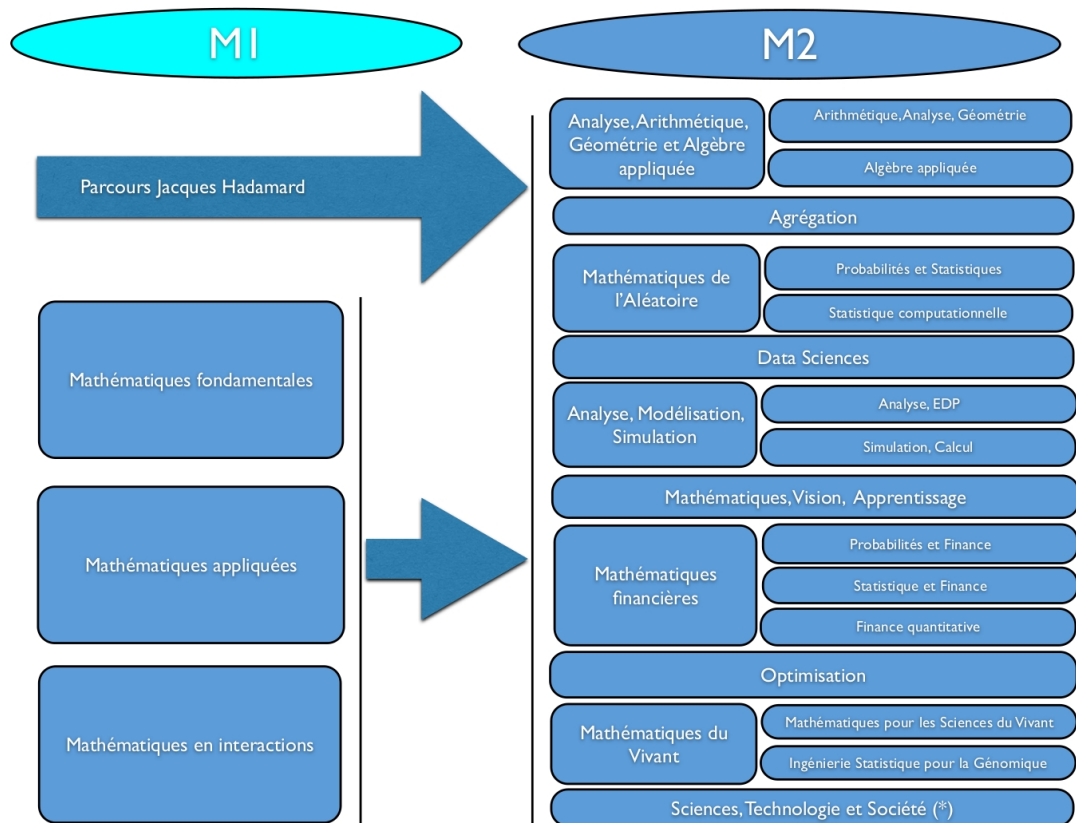 M1
M2
Parcours Jacques Hadamard
Mathématiques fondamentales
Mathématiques appliquées
Mathématiques en interactions
Analyse, Arithmétique,
Géométrie et Algèbre
appliquée
Arithmétique, Analyse, Géométrie
Algèbre appliquée
Agrégation
Mathématiques de
l'Aléatoire
Probabilités et Statistiques
Statistique computationnelle
Data Sciences
Analyse, Modélisation,
Simulation
Analyse, EDP
Simulation, Calcul
Mathématiques, Vision, Apprentissage
Mathématiques
financières
Probabilités et Finance
Statistique et Finance
Finance quantitative
Optimisation
Mathématiques du
Vivant
Mathématiques pour les Sciences du Vivant
Ingénierie Statistique pour la Génomique
Sciences, Technologie et Société (*)